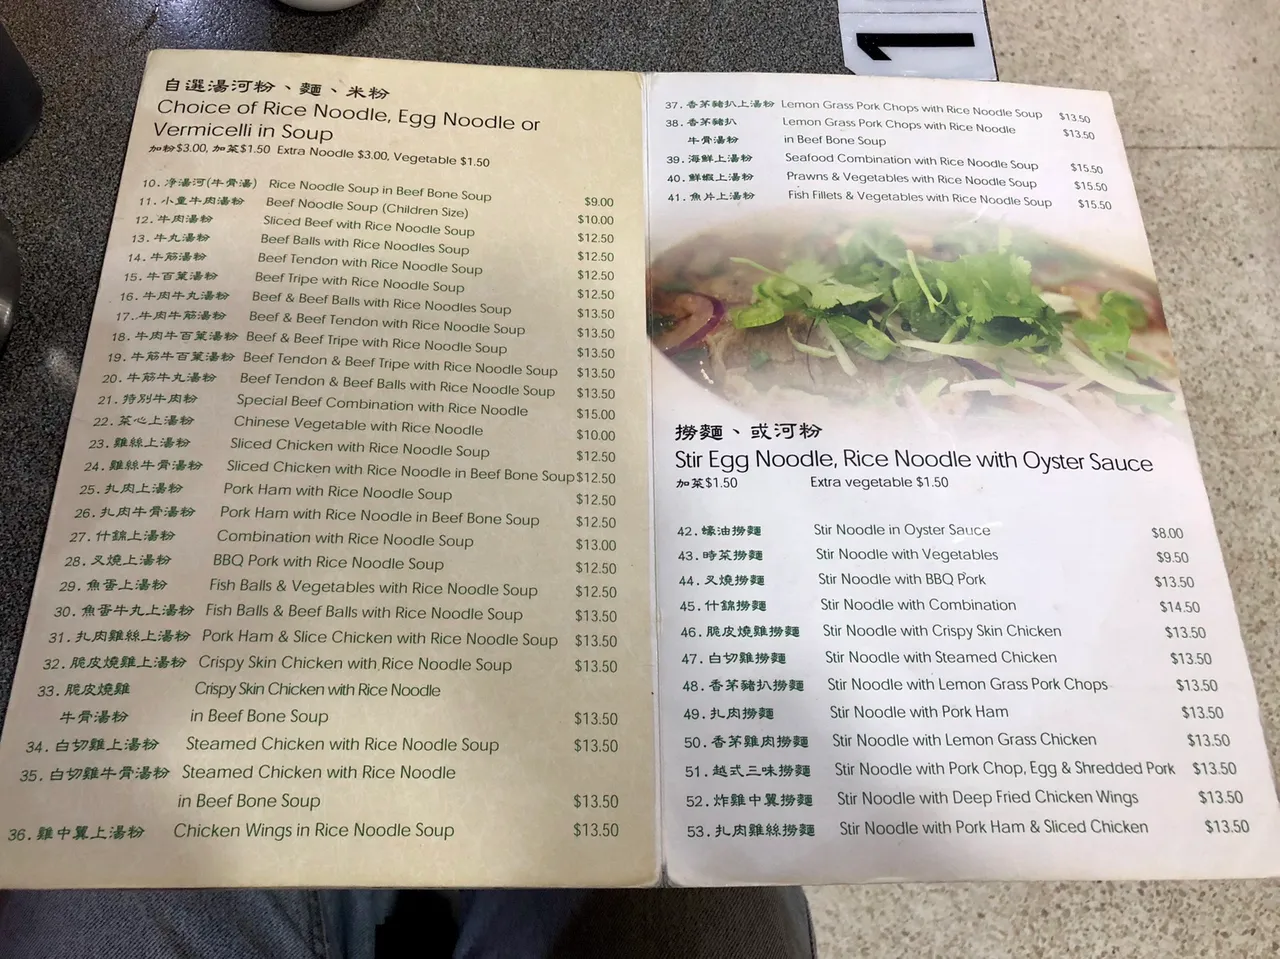 自選湯河粉、麵、米粉
Choice of Rice Noodle, Egg Noodle or
Vermicelli in Soup
加粉$3.00, 加菜$1.50 Extra Noodle $3.00, Vegetable $1.50
10. 净湯河(牛骨湯) Rice Noodle Soup in Beef Bone Soup $9.00
11. 小童牛肉湯粉 Beef Noodle Soup (Children Size) $10.00
12. 牛肉湯粉 Sliced Beef with Rice Noodle Soup $12.50
13. 牛丸湯粉 Beef Balls with Rice Noodles Soup $12.50
14. 牛筋湯粉 Beef Tendon with Rice Noodle Soup $12.50
15. 牛百葉湯粉 Beef Tripe with Rice Noodle Soup $12.50
16. 牛肉牛丸湯粉 Beef & Beef Balls with Rice Noodles Soup $13.50
17. 牛肉牛筋湯粉 Beef & Beef Tendon with Rice Noodle Soup $13.50
18. 牛肉牛百葉湯粉 Beef & Beef Tripe with Rice Noodle Soup $13.50
19. 牛筋牛百葉湯粉 Beef Tendon & Beef Tripe with Rice Noodle Soup $13.50
20. 牛筋牛丸湯粉 Beef Tendon & Beef Balls with Rice Noodle Soup $13.50
21. 特別牛肉粉 Special Beef Combination with Rice Noodle $15.00
22. 菜心上湯粉 Chinese Vegetable with Rice Noodle $10.00
23. 雞絲上湯粉 Sliced Chicken with Rice Noodle Soup $12.50
24. 雞絲牛骨湯粉 Sliced Chicken with Rice Noodle in Beef Bone Soup $12.50
25. 扎肉上湯粉 Pork Ham with Rice Noodle Soup $12.50
26. 扎肉牛骨湯粉 Pork Ham with Rice Noodle in Beef Bone Soup $12.50
27. 什錦上湯粉 Combination with Rice Noodle Soup $13.00
28. 叉燒上湯粉 BBQ Pork with Rice Noodle Soup $12.50
29. 魚蛋上湯粉 Fish Balls & Vegetables with Rice Noodle Soup $12.50
30. 魚蛋牛丸上湯粉 Fish Balls & Beef Balls with Rice Noodle Soup $13.50
31. 扎肉雞絲上湯粉 Pork Ham & Slice Chicken with Rice Noodle Soup $13.50
32. 脆皮燒雞上湯粉 Crispy Skin Chicken with Rice Noodle Soup $13.50
33. 脆皮燒雞 Crispy Skin Chicken with Rice Noodle
牛骨湯粉 in Beef Bone Soup $13.50
34. 白切雞上湯粉 Steamed Chicken with Rice Noodle Soup $13.50
35. 白切雞牛骨湯粉 Steamed Chicken with Rice Noodle
in Beef Bone Soup $13.50
36. 雞中翼上湯粉 Chicken Wings in Rice Noodle Soup $13.50
37. 香茅豬扒上湯粉 Lemon Grass Pork Chops with Rice Noodle Soup $13.50
38. 香茅豬扒 Lemon Grass Pork Chops with Rice Noodle $13.50
牛骨湯粉 in Beef Bone Soup
39. 海鮮上湯粉 Seafood Combination with Rice Noodle Soup $15.50
40. 鮮蝦上湯粉 Prawns & Vegetables with Rice Noodle Soup $15.50
41. 魚片上湯粉 Fish Fillets & Vegetables with Rice Noodle Soup $15.50
撈麵、或河粉
Stir Egg Noodle, Rice Noodle with Oyster Sauce
加菜$1.50 Extra vegetable $1.50
42. 蠔油撈麵 Stir Noodle in Oyster Sauce $8.00
43. 時菜撈麵 Stir Noodle with Vegetables $9.50
44. 叉燒撈麵 Stir Noodle with BBQ Pork $13.50
45. 什錦撈麵 Stir Noodle with Combination $14.50
46. 脆皮燒雞撈麵 Stir Noodle with Crispy Skin Chicken $13.50
47. 白切雞撈麵 Stir Noodle with Steamed Chicken $13.50
48. 香茅豬扒撈麵 Stir Noodle with Lemon Grass Pork Chops $13.50
49. 扎肉撈麵 Stir Noodle with Pork Ham $13.50
50. 香茅雞肉撈麵 Stir Noodle with Lemon Grass Chicken $13.50
51. 越式三味撈麵 Stir Noodle with Pork Chop, Egg & Shredded Pork $13.50
52. 炸雞中翼撈麵 Stir Noodle with Deep Fried Chicken Wings $13.50
53. 扎肉雞絲撈麵 Stir Noodle with Pork Ham & Sliced Chicken $13.50